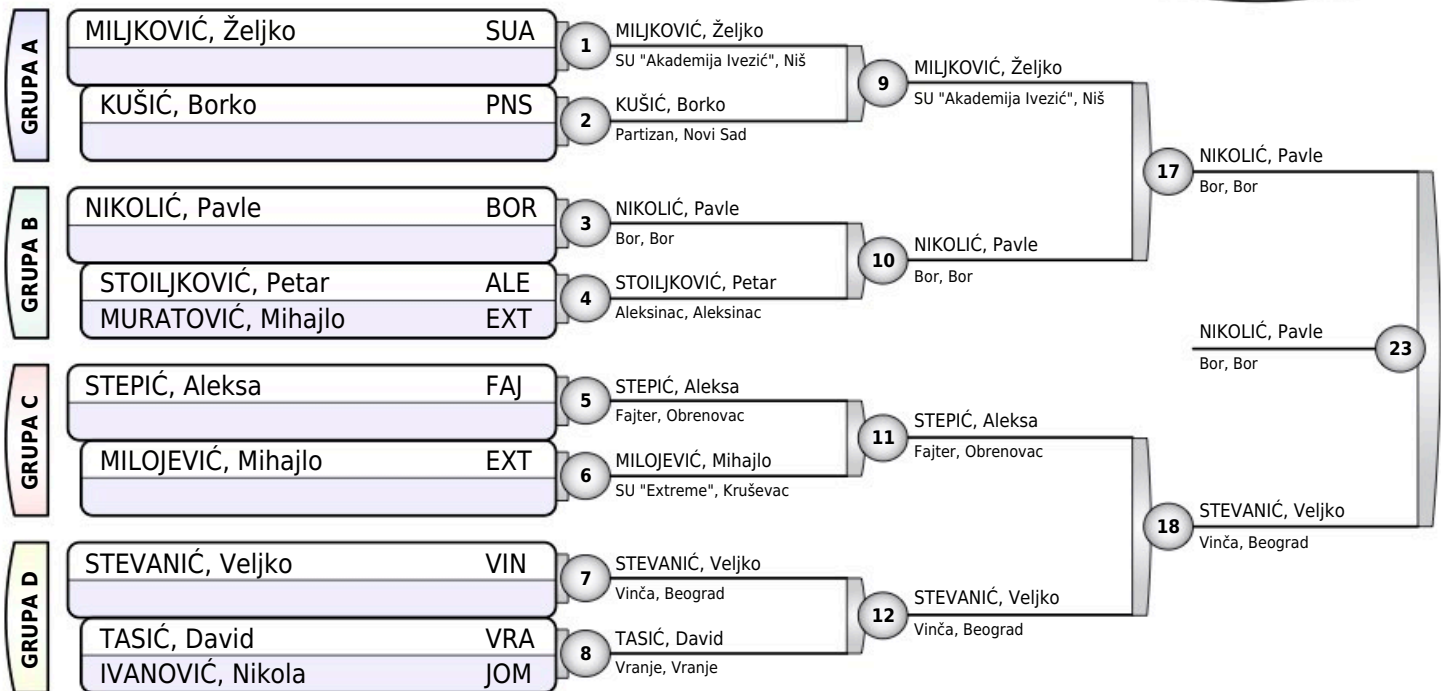 GRUPA A
MILJKOVIĆ, Željko SUA
KUŠIĆ, Borko PNS
GRUPA B
NIKOLIĆ, Pavle BOR
STOILJKOVIĆ, Petar ALE
MURATOVIĆ, Mihajlo EXT
GRUPA C
STEPIĆ, Aleksa FAJ
MILOJEVIĆ, Mihajlo EXT
GRUPA D
STEVANIĆ, Veljko VIN
TASIĆ, David VRA
IVANOVIĆ, Nikola JOM
1
MILJKOVIĆ, Željko
SU "Akademija Ivezić", Niš
2
KUŠIĆ, Borko
Partizan, Novi Sad
3
NIKOLIĆ, Pavle
Bor, Bor
4
STOILJKOVIĆ, Petar
Aleksinac, Aleksinac
5
STEPIĆ, Aleksa
Fajter, Obrenovac
6
MILOJEVIĆ, Mihajlo
SU "Extreme", Kruševac
7
STEVANIĆ, Veljko
Vinča, Beograd
8
TASIĆ, David
Vranje, Vranje
9
MILJKOVIĆ, Željko
SU "Akademija Ivezić", Niš
10
NIKOLIĆ, Pavle
Bor, Bor
11
STEPIĆ, Aleksa
Fajter, Obrenovac
12
STEVANIĆ, Veljko
Vinča, Beograd
17
NIKOLIĆ, Pavle
Bor, Bor
18
STEVANIĆ, Veljko
Vinča, Beograd
NIKOLIĆ, Pavle
Bor, Bor
23